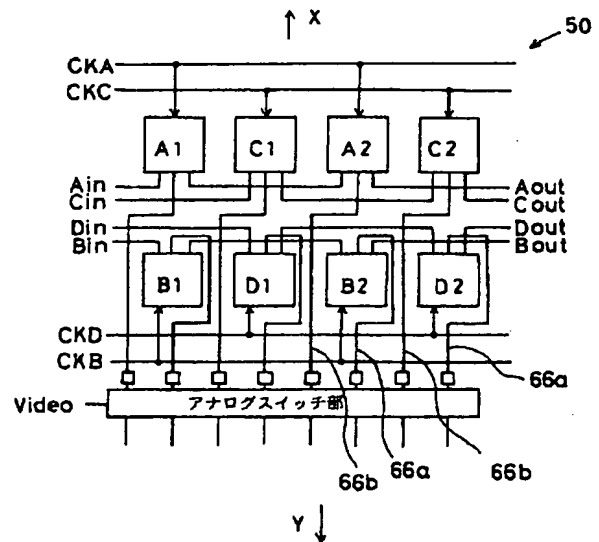 X
50
CKA
CKC
A1 C1 A2 C2
Ain Aout
Cin Cout
Din Dout
Bin Bout
B1 D1 B2 D2
CKD
CKB
66a
Video アナログスイッチ部
66b 66a 66b
Y